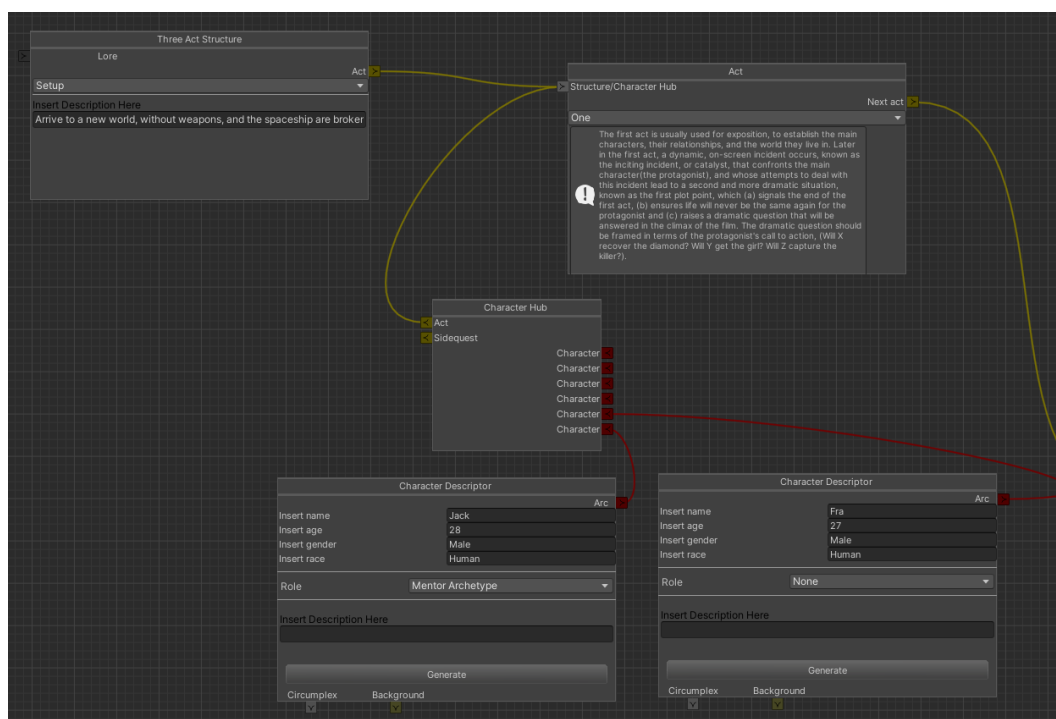 Three Act Structure
Lore
Act
Setup
Insert Description Here
Arrive to a new world, without weapons, and the spaceship are broker
Act
Structure/Character Hub
Next act
One
The first act is usually used for exposition, to establish the main
characters, their relationships, and the world they live in. Later
in the first act, a dynamic, on-screen incident occurs, known as
the inciting incident, or catalyst, that confronts the main
character(the protagonist), and whose attempts to deal with
this incident lead to a second and more dramatic situation,
known as the first plot point, which (a) signals the end of the
first act, (b) ensures life will never be the same again for the
protagonist and (c) raises a dramatic question that will be
answered in the climax of the film. The dramatic question should
be framed in terms of the protagonist's call to action, (Will X
recover the diamond? Will Y get the girl? Will Z capture the
killer?).
Character Hub
Act
Sidequest
Character
Character
Character
Character
Character
Character
Character Descriptor
Arc
Insert name Jack
Insert age 28
Insert gender Male
Insert race Human
Role Mentor Archetype
Insert Description Here
Generate
Circumplex Background
Character Descriptor
Arc
Insert name Fra
Insert age 27
Insert gender Male
Insert race Human
Role None
Insert Description Here
Generate
Circumplex Background